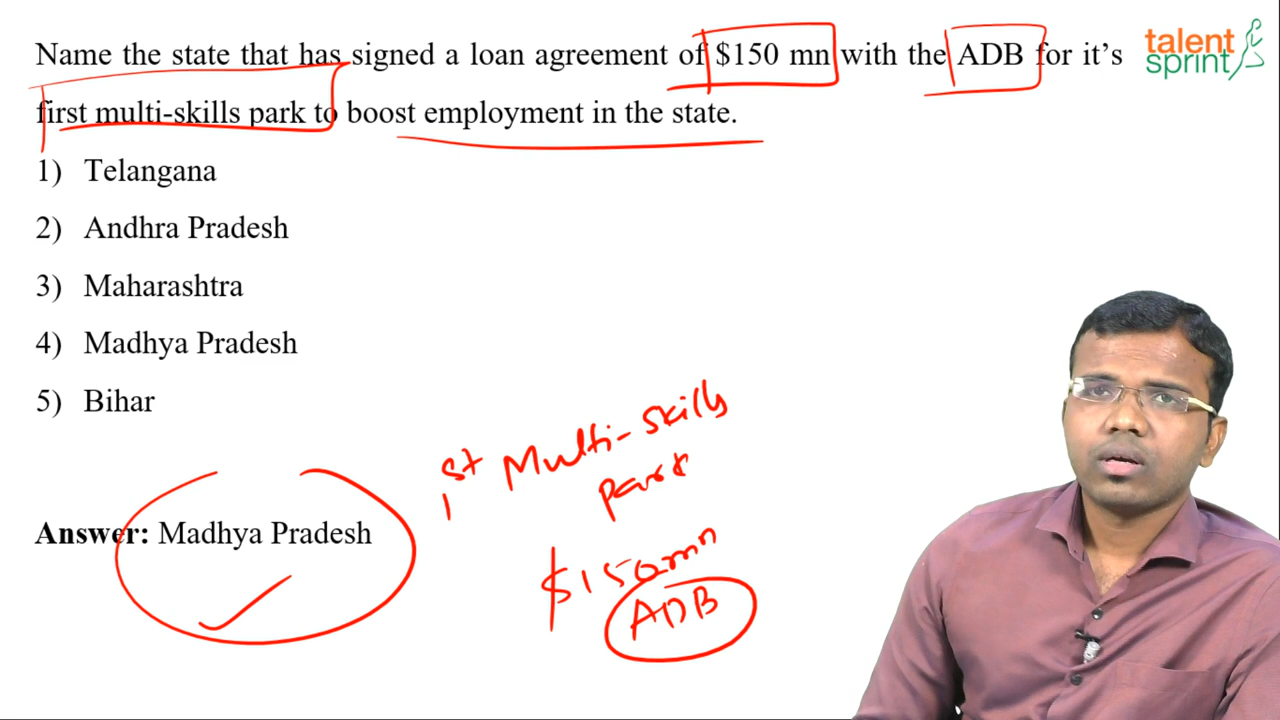 Name the state that has signed a loan agreement of $150 mn with the ADB for it's
first multi-skills park to boost employment in the state.
1) Telangana
2) Andhra Pradesh
3) Maharashtra
4) Madhya Pradesh
5) Bihar
Answer: Madhya Pradesh
1st Multi-skills
park
$150mn
ADB
talent
sprint